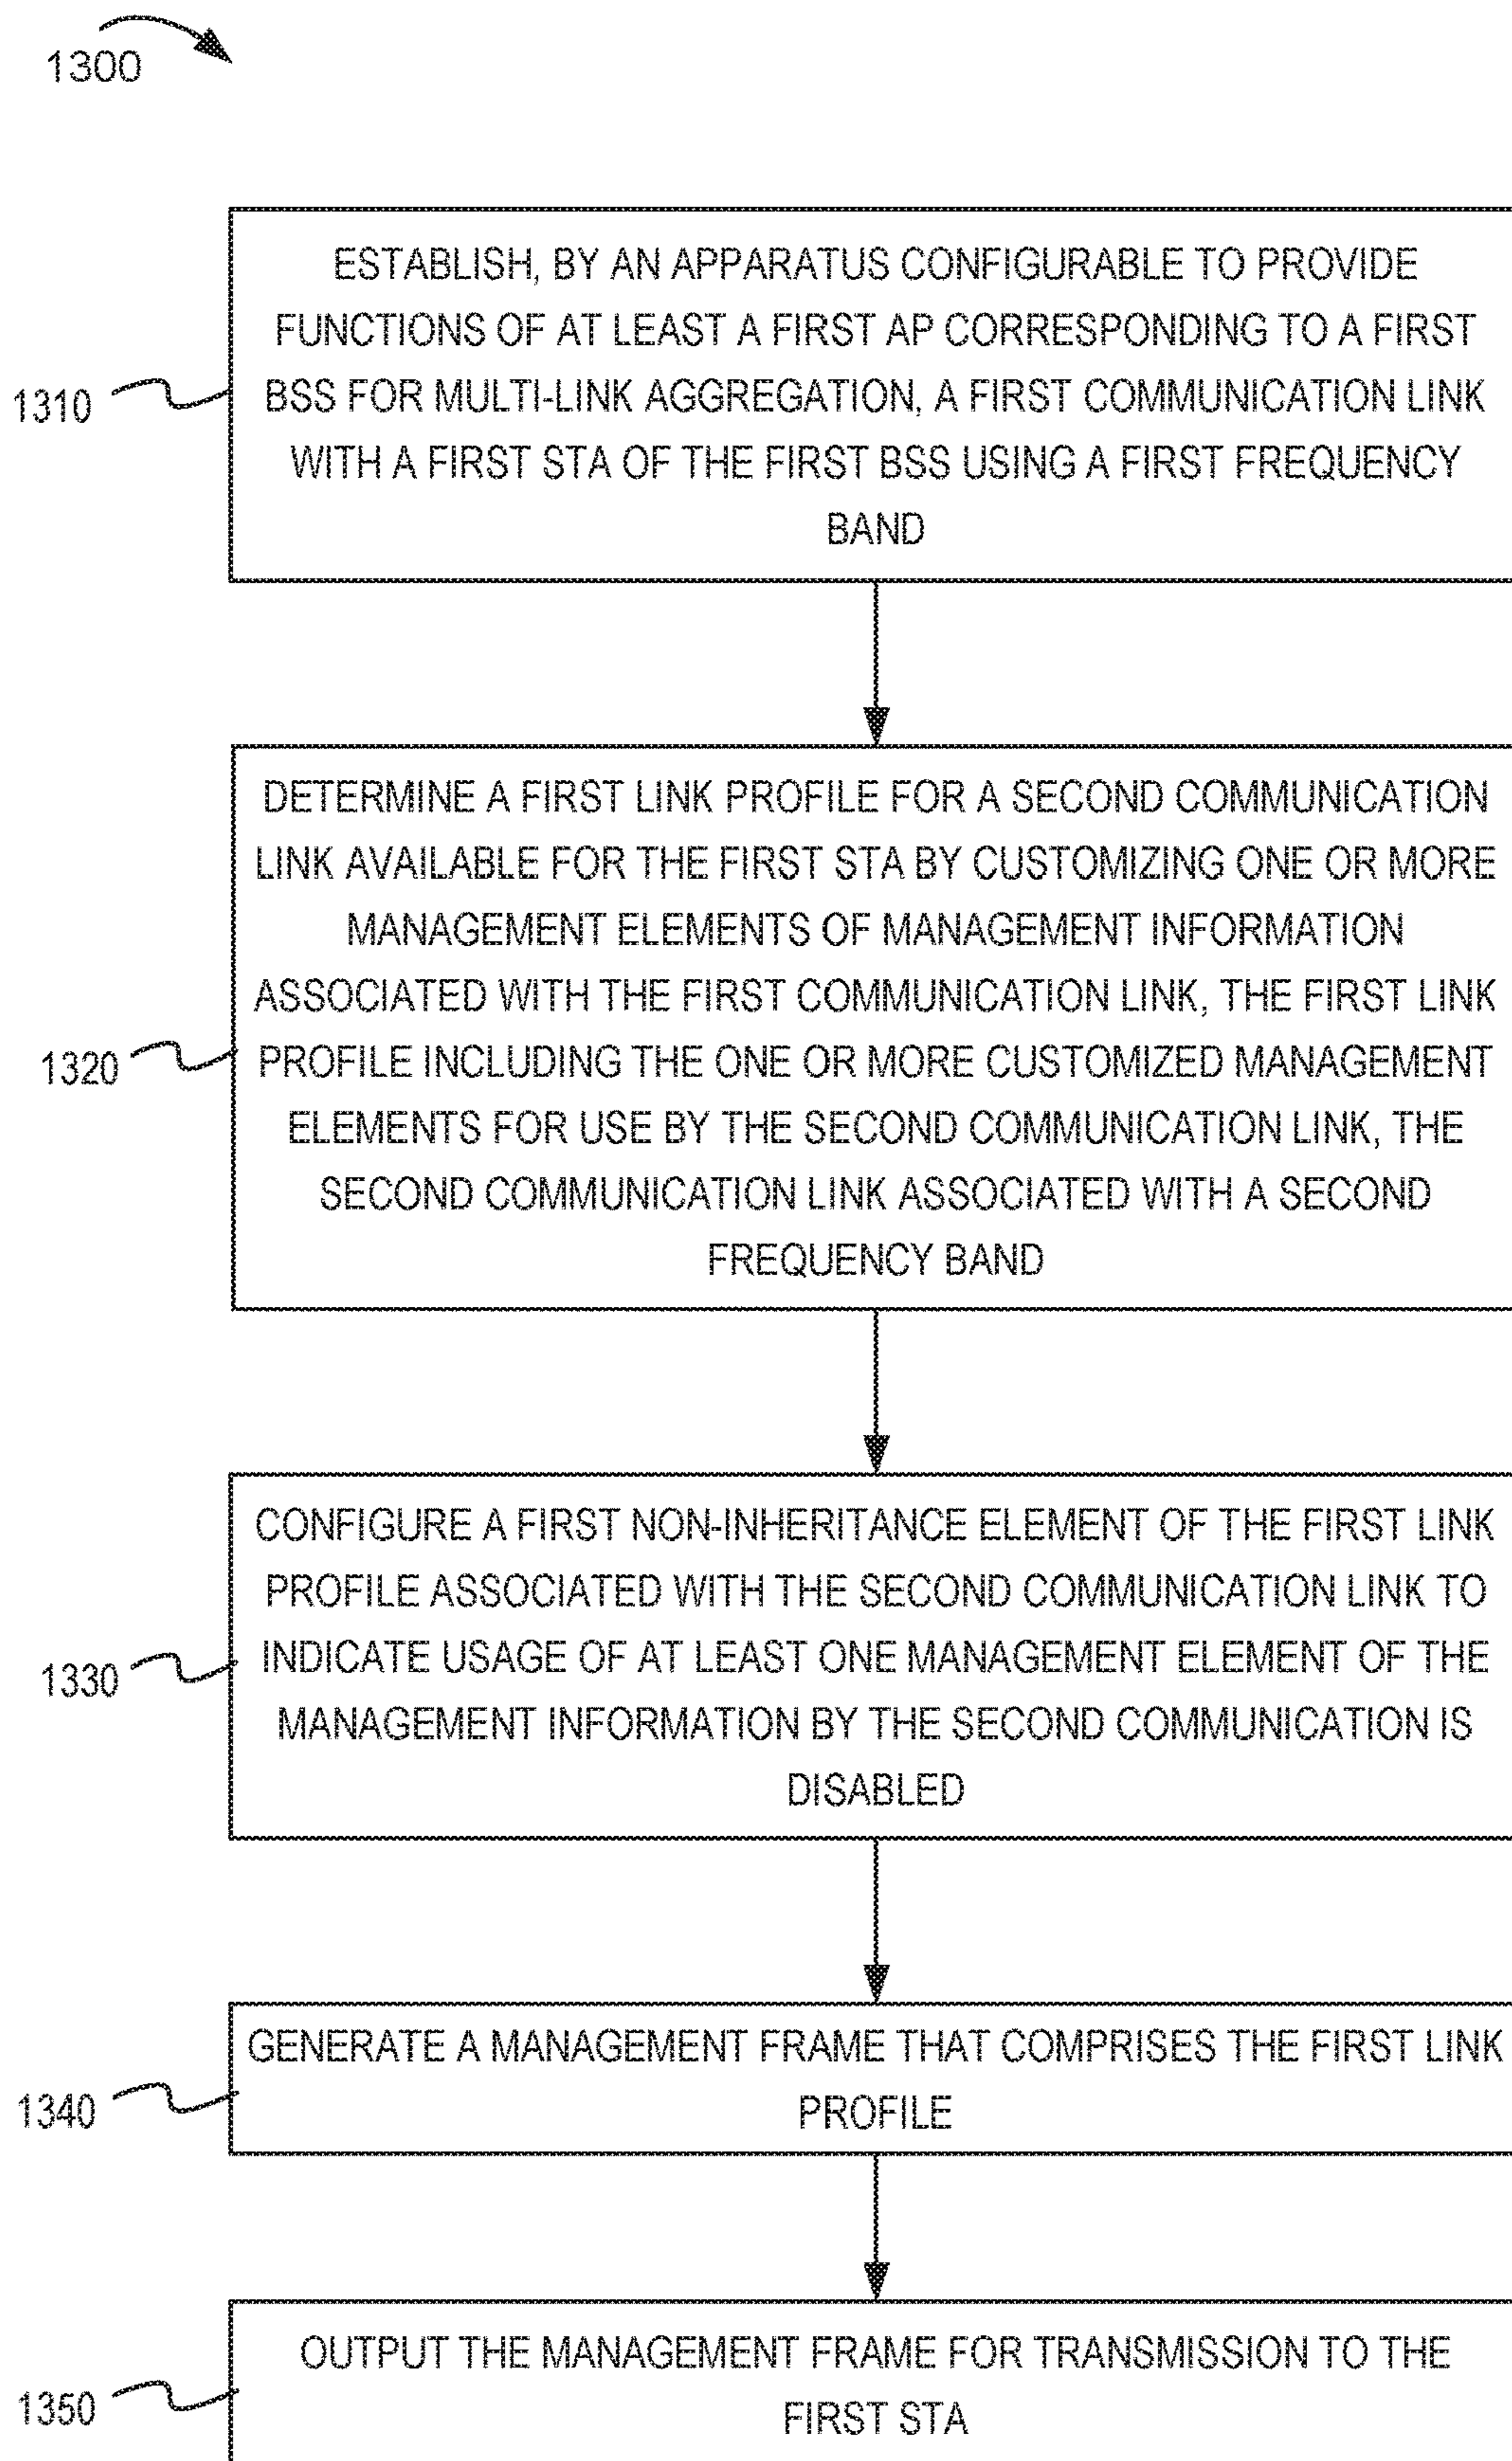 1300
ESTABLISH, BY AN APPARATUS CONFIGURABLE TO PROVIDE
FUNCTIONS OF AT LEAST A FIRST AP CORRESPONDING TO A FIRST
BSS FOR MULTI-LINK AGGREGATION, A FIRST COMMUNICATION LINK
WITH A FIRST STA OF THE FIRST BSS USING A FIRST FREQUENCY
BAND
1310
DETERMINE A FIRST LINK PROFILE FOR A SECOND COMMUNICATION
LINK AVAILABLE FOR THE FIRST STA BY CUSTOMIZING ONE OR MORE
MANAGEMENT ELEMENTS OF MANAGEMENT INFORMATION
ASSOCIATED WITH THE FIRST COMMUNICATION LINK, THE FIRST LINK
PROFILE INCLUDING THE ONE OR MORE CUSTOMIZED MANAGEMENT
ELEMENTS FOR USE BY THE SECOND COMMUNICATION LINK, THE
SECOND COMMUNICATION LINK ASSOCIATED WITH A SECOND
FREQUENCY BAND
1320
CONFIGURE A FIRST NON-INHERITANCE ELEMENT OF THE FIRST LINK
PROFILE ASSOCIATED WITH THE SECOND COMMUNICATION LINK TO
INDICATE USAGE OF AT LEAST ONE MANAGEMENT ELEMENT OF THE
MANAGEMENT INFORMATION BY THE SECOND COMMUNICATION IS
DISABLED
1330
GENERATE A MANAGEMENT FRAME THAT COMPRISES THE FIRST LINK
PROFILE
1340
OUTPUT THE MANAGEMENT FRAME FOR TRANSMISSION TO THE
FIRST STA
1350